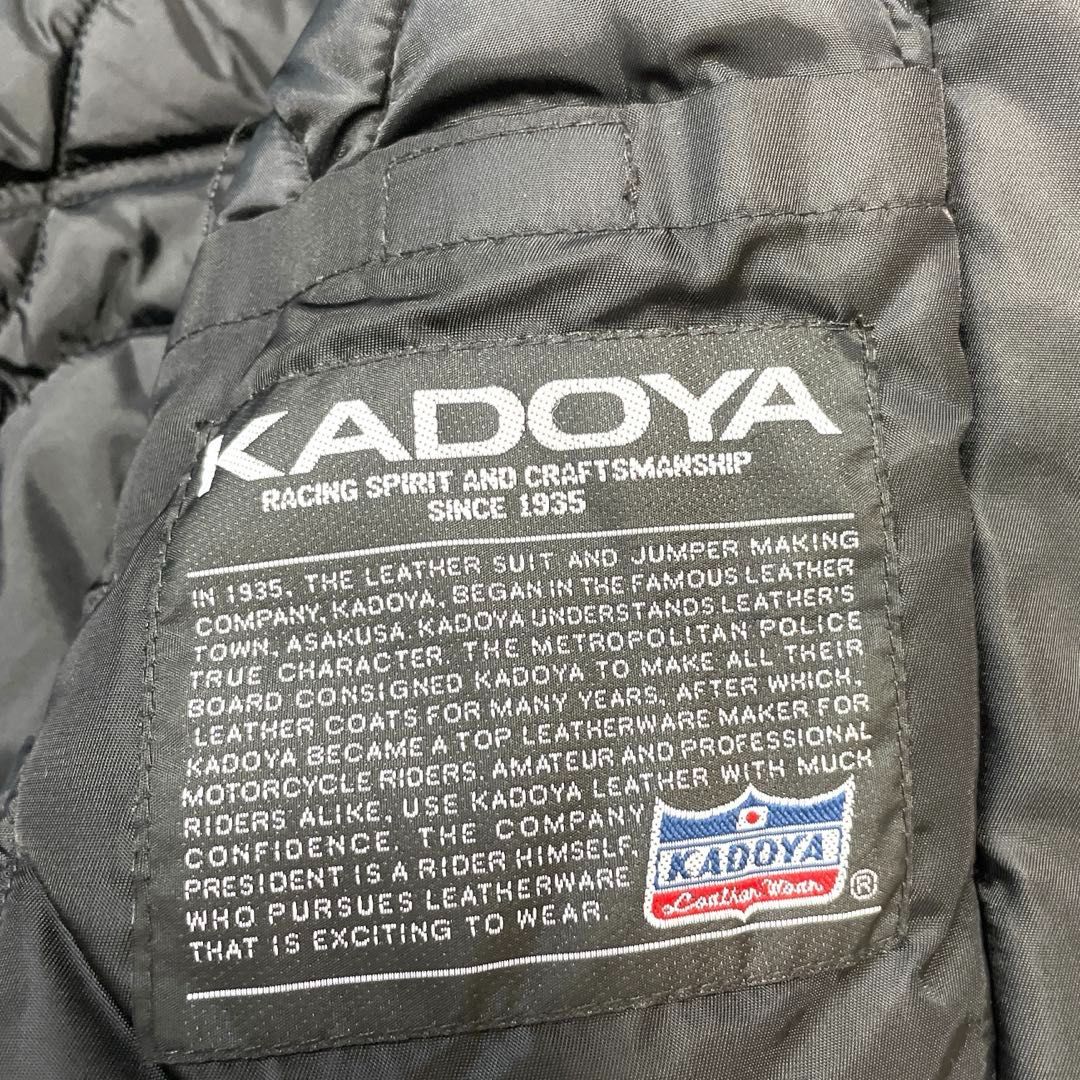 KADOYA
RACING SPIRIT AND CRAFTSMANSHIP
SINCE 1935
IN 1935, THE LEATHER SUIT AND JUMPER MAKING
COMPANY, KADOYA, BEGAN IN THE FAMOUS LEATHER
TOWN, ASAKUSA. KADOYA UNDERSTANDS LEATHER'S
TRUE CHARACTER. THE METROPOLITAN POLICE
BOARD CONSIGNED KADOYA TO MAKE ALL THEIR
LEATHER COATS FOR MANY YEARS, AFTER WHICH,
KADOYA BECAME A TOP LEATHERWARE MAKER FOR
MOTORCYCLE RIDERS. AMATEUR AND PROFESSIONAL
RIDERS ALIKE, USE KADOYA LEATHER WITH MUCH
CONFIDENCE. THE COMPANY
PRESIDENT IS A RIDER HIMSELF,
WHO PURSUES LEATHERWARE
THAT IS EXCITING TO WEAR.
KADOYA
Leather Wear
®